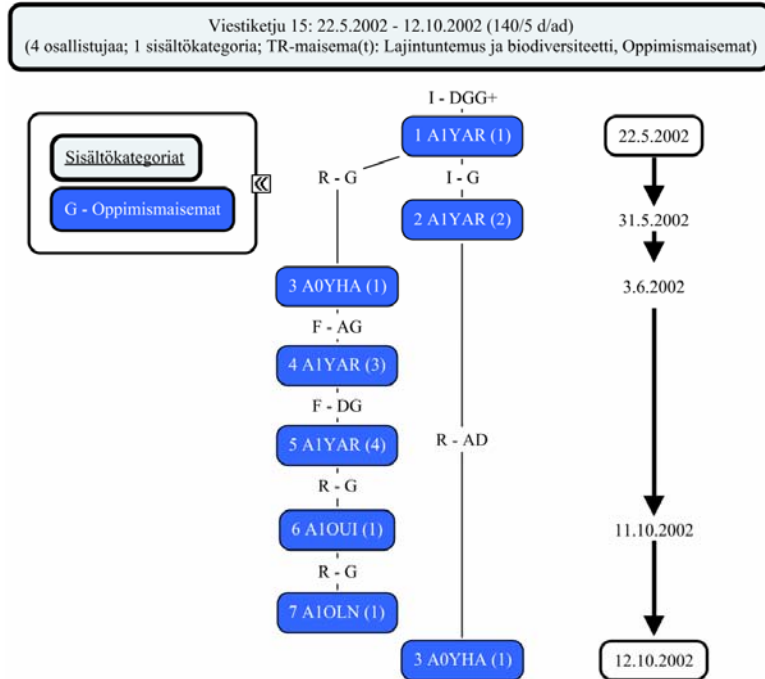 Viestiketju 15: 22.5.2002 - 12.10.2002 (140/5 d/ad)
(4 osallistujaa; 1 sisältökategoria; TR-maisema(t): Lajintuntemus ja biodiversiteetti, Oppimismaisemat)
Sisältökategoriat
G - Oppimismaisemat
I - DGG+
1 A1YAR (1)
22.5.2002
R - G
I - G
2 A1YAR (2)
31.5.2002
3 A0YHA (1)
3.6.2002
F - AG
4 A1YAR (3)
F - DG
5 A1YAR (4)
R - AD
R - G
6 A1OUI (1)
11.10.2002
R - G
7 A1OLN (1)
3 A0YHA (1)
12.10.2002